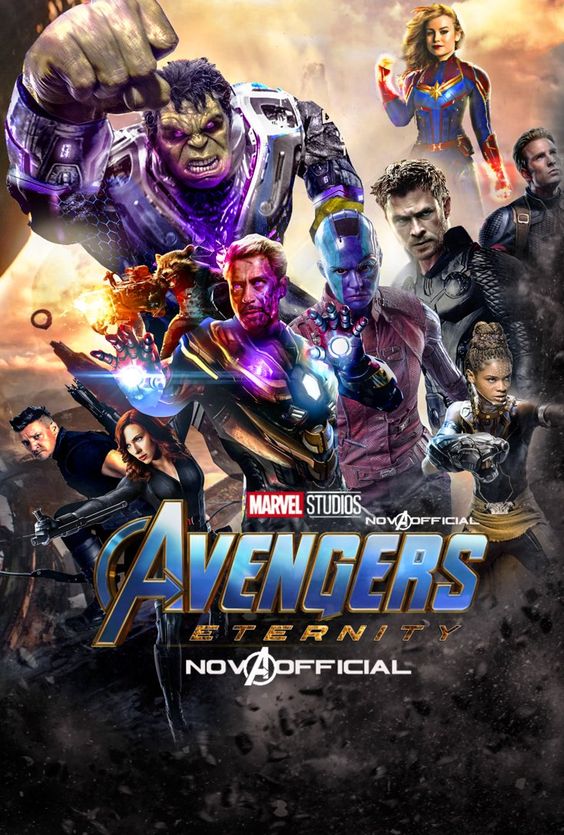 MARVEL STUDIOS
NOVAOFFICIAL
AVENGERS
ETERNITY
NOVAOFFICIAL